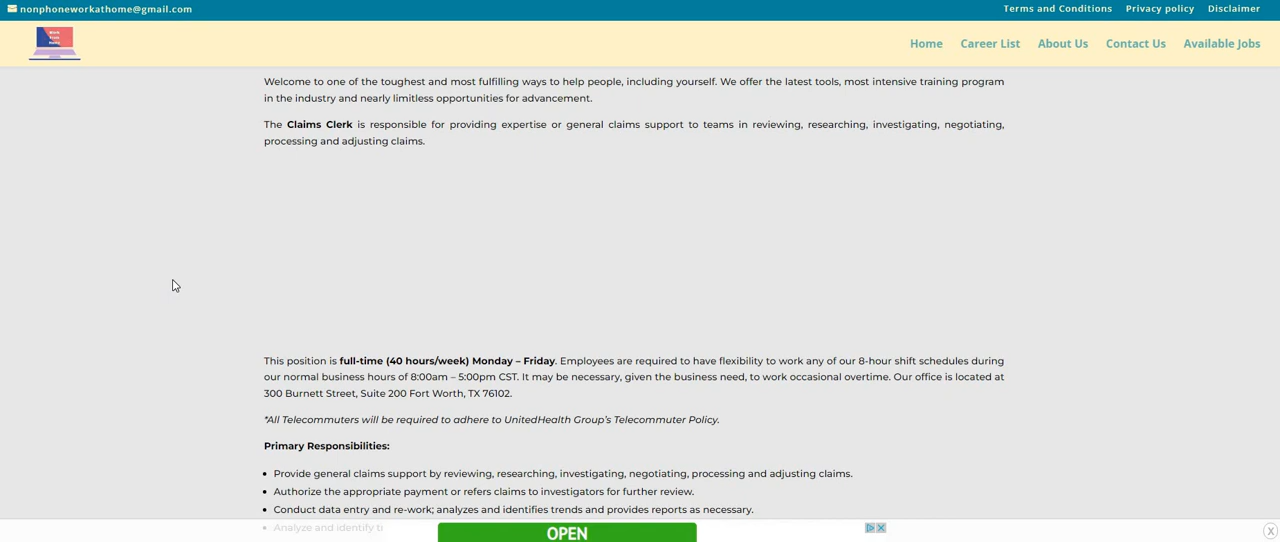 nonphoneworkathome@gmail.com
Terms and Conditions Privacy policy Disclaimer
Work
From
Home
Home Career List About Us Contact Us Available Jobs
Welcome to one of the toughest and most fulfilling ways to help people, including yourself. We offer the latest tools, most intensive training program
in the industry and nearly limitless opportunities for advancement.
The Claims Clerk is responsible for providing expertise or general claims support to teams in reviewing, researching, investigating, negotiating,
processing and adjusting claims.
This position is full-time (40 hours/week) Monday – Friday. Employees are required to have flexibility to work any of our 8-hour shift schedules during
our normal business hours of 8:00am – 5:00pm CST. It may be necessary, given the business need, to work occasional overtime. Our office is located at
300 Burnett Street, Suite 200 Fort Worth, TX 76102.
*All Telecommuters will be required to adhere to UnitedHealth Group's Telecommuter Policy.
Primary Responsibilities:
• Provide general claims support by reviewing, researching, investigating, negotiating, processing and adjusting claims.
• Authorize the appropriate payment or refers claims to investigators for further review.
• Conduct data entry and re-work; analyzes and identifies trends and provides reports as necessary.
• Analyze and identify
OPEN